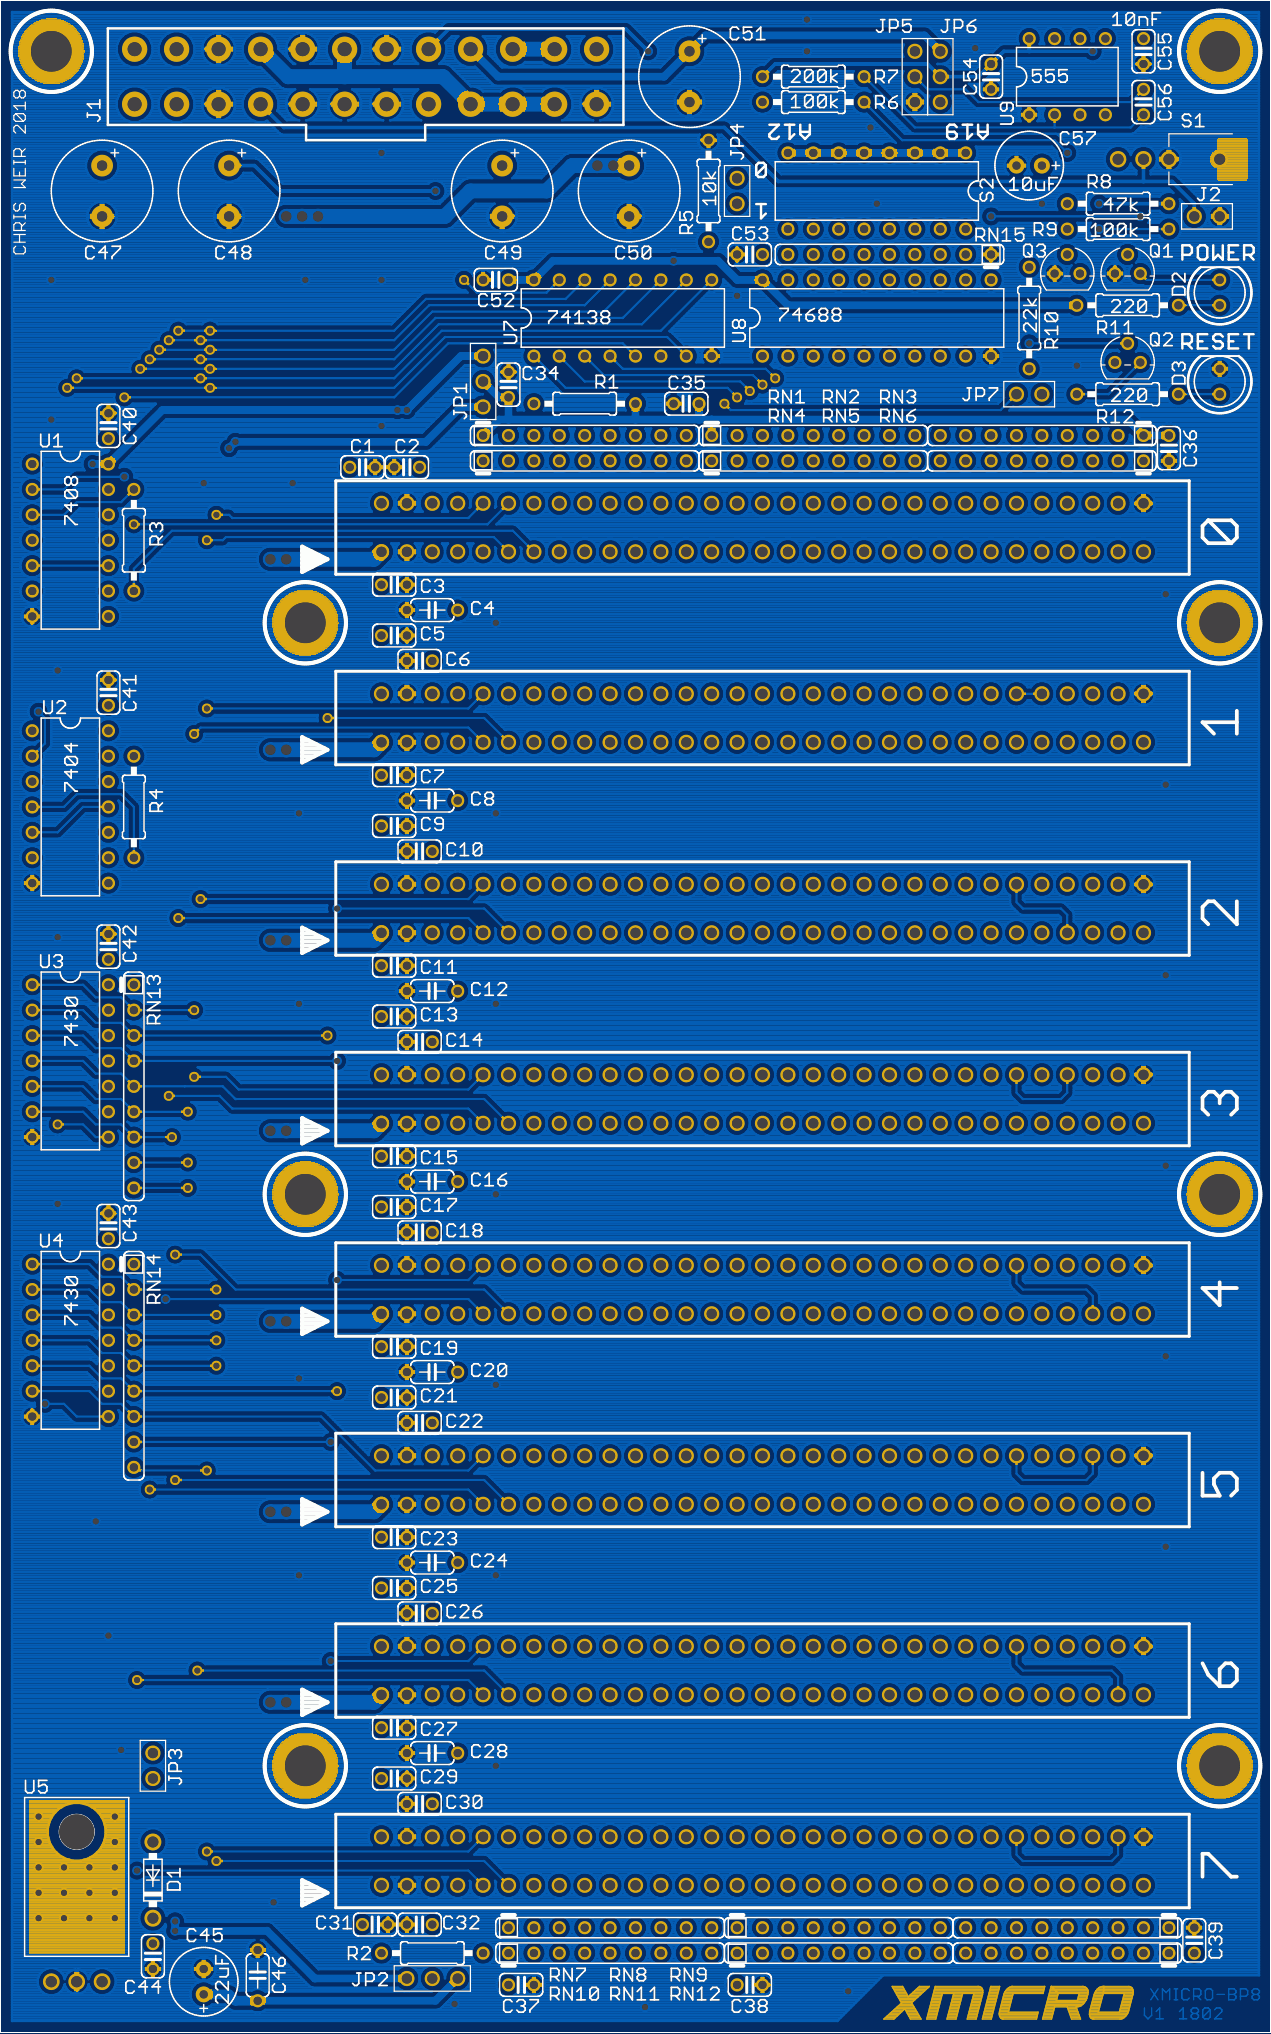 10nF
JP5 JP6
C51
C55
C54
555
200k R7
100k R6
U9
C56
J1
A12 A19
C57
S1
CHRIS WEIR 2018
JP4
0
10k
1
R5
S2
10uF
R8
47k
J2
R9 100k
C47 C48 C49 C50
C53
RN15
Q3 Q1 POWER
D2
C52
U7 74138
U8 74688
22k
R10
220
R11
Q2 RESET
C34
R1
C35
JP1
RN1 RN2 RN3
RN4 RN5 RN6
JP7
220
R12
D3
C40
U1
C1 C2
C36
7408
R3
0
C3
C4
C5
C6
C41
U2
7404
R4
1
C7
C8
C9
C10
2
C42
U3
7430
RN13
C11
C12
C13
C14
3
C15
C16
C17
C18
C43
U4
7430
RN14
4
C19
C20
C21
C22
5
C23
C24
C25
C26
6
C27
C28
C29
C30
JP3
U5
D1
7
C31 C32
C45
C39
R2
22uF
C46
JP2
C44
RN7 RN8 RN9
RN10 RN11 RN12
C37 C38
XMICRO
XMICRO-BP8
V1 1802